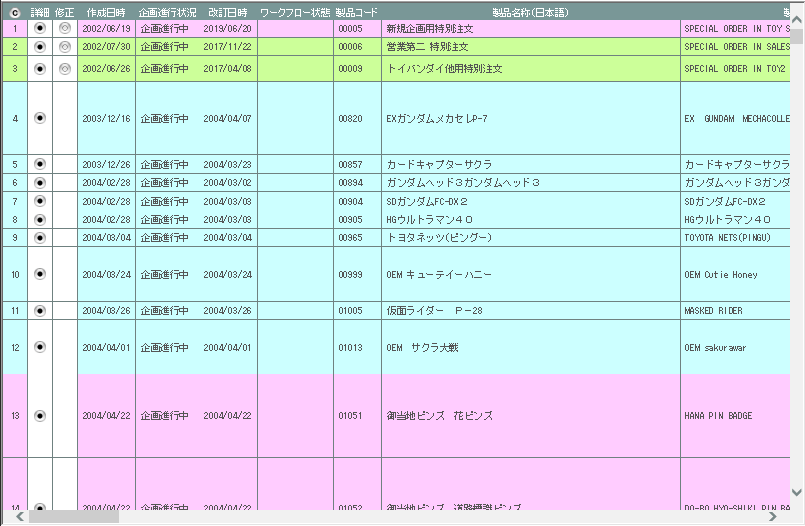 © 詳細 修正 作成日時 企画進行状況 改訂日時 ワークフロー状態 製品コード 製品名称(日本語)
1 2002/06/19 企画進行中 2019/06/20 00005 新規企画用特別注文 SPECIAL ORDER IN TOY S
2 2002/07/30 企画進行中 2017/11/22 00006 営業第二 特別注文 SPECIAL ORDER IN SALES
3 2002/06/26 企画進行中 2017/04/08 00009 トイバンダイ他用特別注文 SPECIAL ORDER IN TOY2
4 2003/12/16 企画進行中 2004/04/07 00820 EXガンダムメカセレP-7 EX GUNDAM MECHACOLLE
5 2003/12/26 企画進行中 2004/03/23 00857 カードキャプターサクラ カードキャプターサクラ
6 2004/02/28 企画進行中 2004/03/02 00894 ガンダムヘッド3ガンダムヘッド3 ガンダムヘッド3ガンダ
7 2004/02/28 企画進行中 2004/03/03 00904 SDガンダムFC-DX2 SDガンダムFC-DX2
8 2004/02/28 企画進行中 2004/03/03 00905 HGウルトラマン40 HGウルトラマン40
9 2004/03/04 企画進行中 2004/03/04 00965 トヨタネッツ(ピングー) TOYOTA NETS(PINGU)
10 2004/03/24 企画進行中 2004/03/24 00999 OEM キューティーハニー OEM Cutie Honey
11 2004/03/26 企画進行中 2004/03/26 01005 仮面ライダー P-28 MASKED RIDER
12 2004/04/01 企画進行中 2004/04/01 01013 OEM サクラ大戦 OEM sakurawar
13 2004/04/22 企画進行中 2004/04/22 01051 御当地ピンズ 花ピンズ HANA PIN BADGE
14 2004/04/22 企画進行中 2004/04/22 01052 御当地ピンズ 道路標識ピンズ DO-RO HYO-SHIKI PIN BA